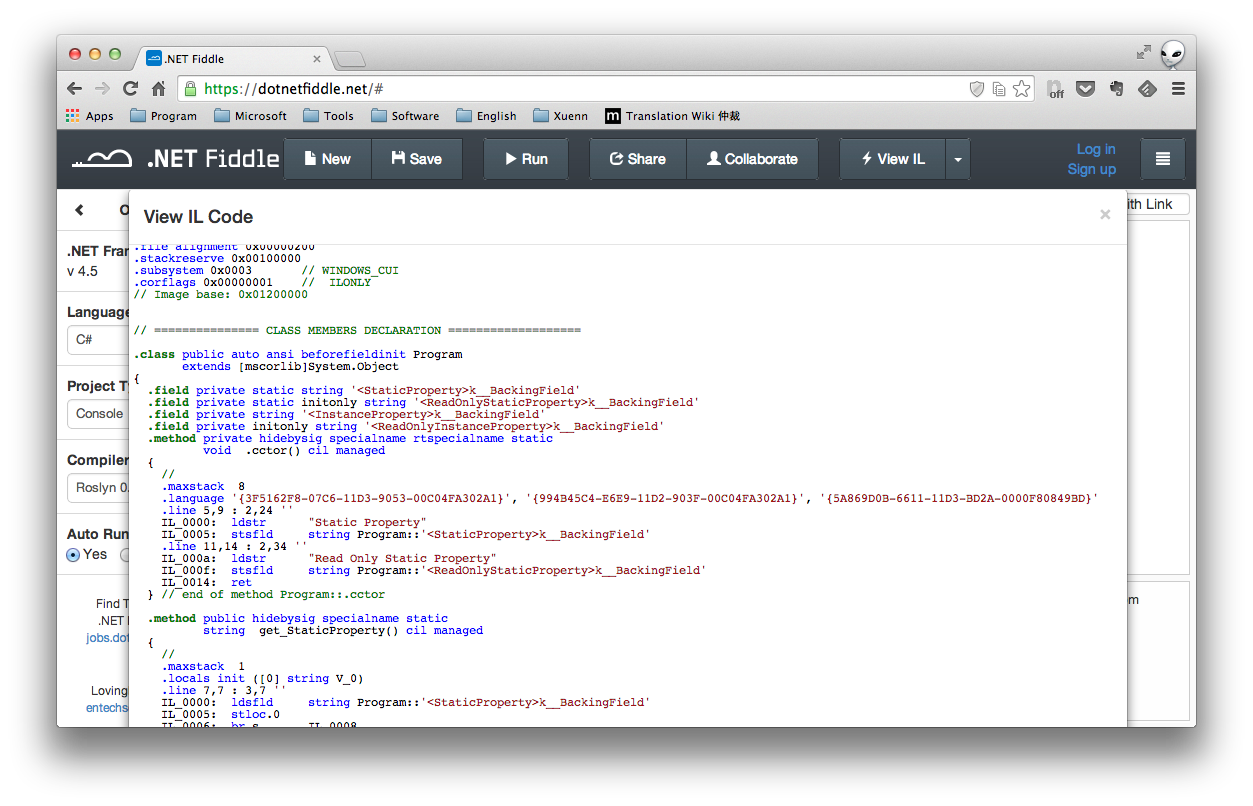 .NET Fiddle
https://dotnetfiddle.net/#
off
Apps Program Microsoft Tools Software English Xuenn m Translation Wiki 仲裁
.NET Fiddle New Save Run Share Collaborate View IL Log in
Sign up
View IL Code
ith Link
.NET Fran
v 4.5
Language
C#
Project Ty
Console
Compiler
Roslyn 0.
Auto Run
Yes
Find T
.NET
jobs.dot
Loving
entechs
m
.file alignment 0x00000200
.stackreserve 0x00100000
.subsystem 0x0003 // WINDOWS_CUI
.corflags 0x00000001 // ILONLY
// Image base: 0x01200000
// =============== CLASS MEMBERS DECLARATION ===================
.class public auto ansi beforefieldinit Program
extends [mscorlib]System.Object
{
.field private static string '<StaticProperty>k__BackingField'
.field private static initonly string '<ReadOnlyStaticProperty>k__BackingField'
.field private string '<InstanceProperty>k__BackingField'
.field private initonly string '<ReadOnlyInstanceProperty>k__BackingField'
.method private hidebysig specialname rtspecialname static
void .cctor() cil managed
{
//
.maxstack 8
.language '{3F5162F8-07C6-11D3-9053-00C04FA302A1}', '{994B45C4-E6E9-11D2-903F-00C04FA302A1}', '{5A869D0B-6611-11D3-BD2A-0000F80849BD}'
.line 5,9 : 2,24 ''
IL_0000: ldstr "Static Property"
IL_0005: stsfld string Program::'<StaticProperty>k__BackingField'
.line 11,14 : 2,34 ''
IL_000a: ldstr "Read Only Static Property"
IL_000f: stsfld string Program::'<ReadOnlyStaticProperty>k__BackingField'
IL_0014: ret
} // end of method Program::.cctor
.method public hidebysig specialname static
string get_StaticProperty() cil managed
{
//
.maxstack 1
.locals init ([0] string V_0)
.line 7,7 : 3,7 ''
IL_0000: ldsfld string Program::'<StaticProperty>k__BackingField'
IL_0005: stloc.0
IL_0006: br.s IL_0008